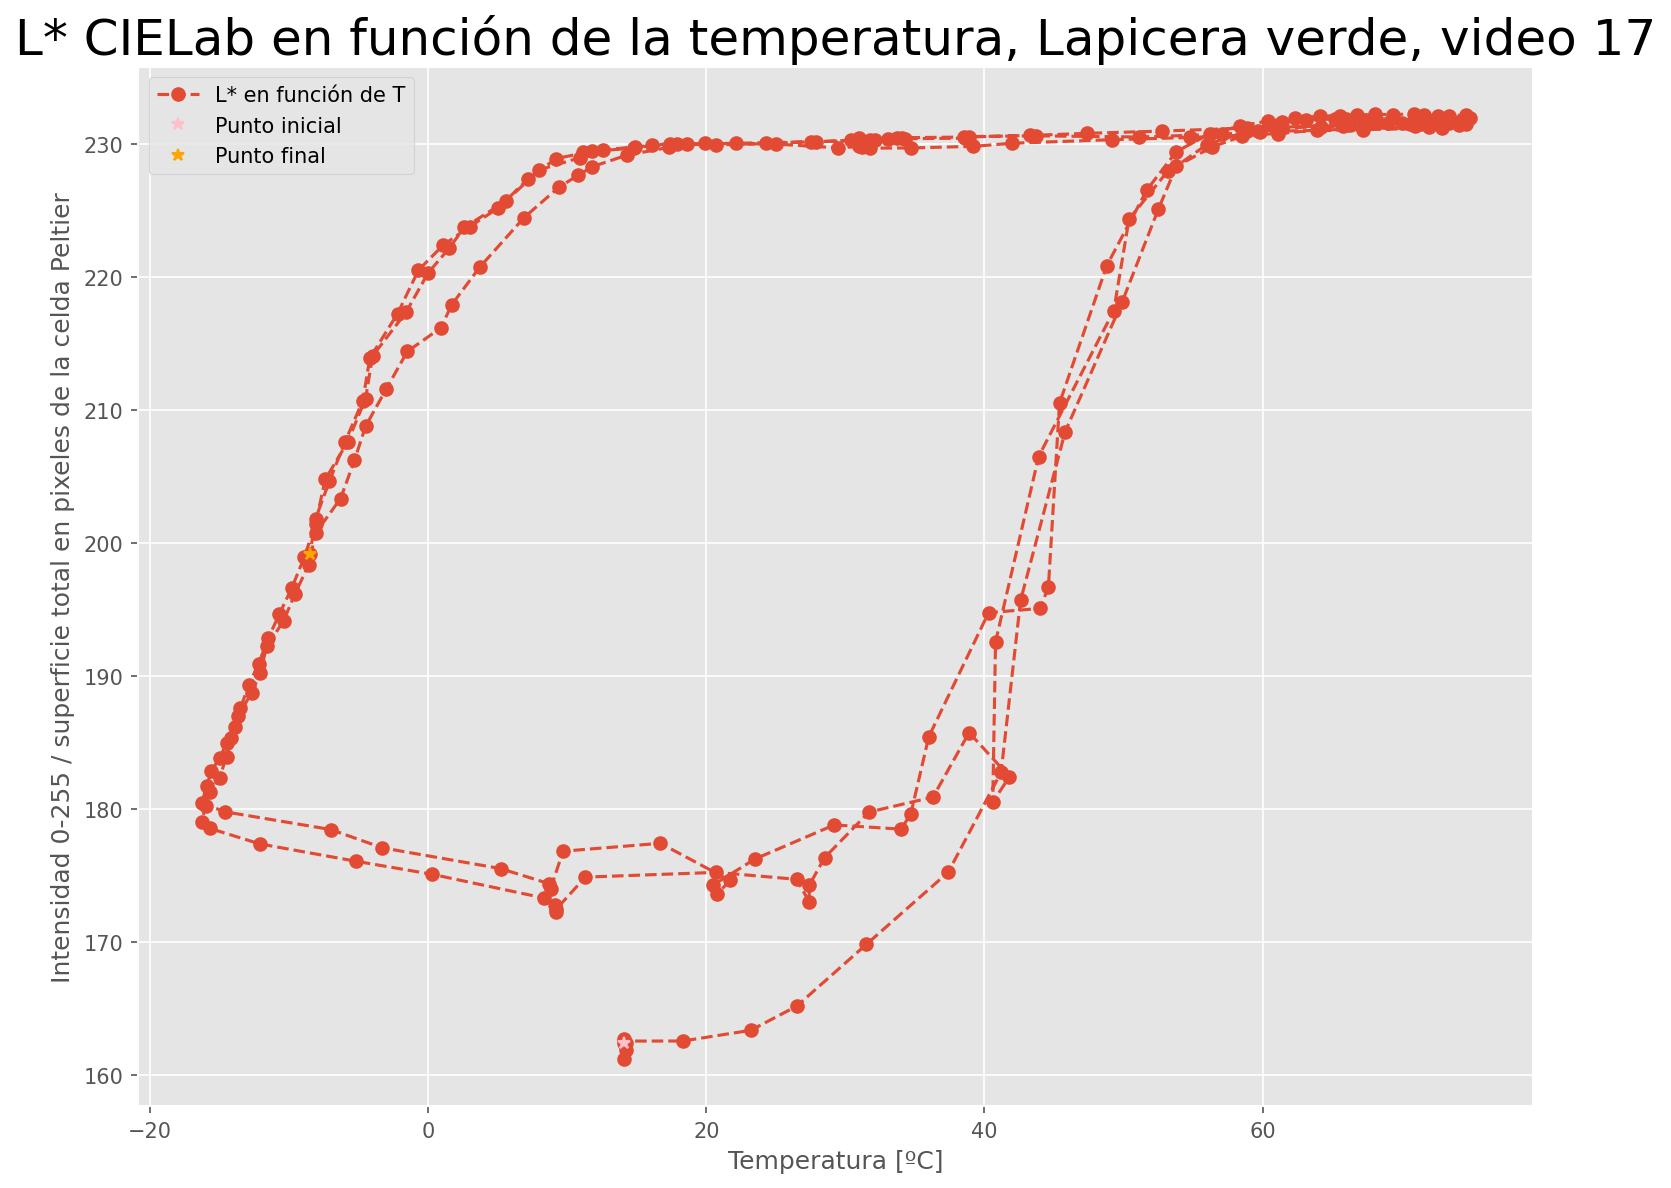 L* CIELab en función de la temperatura, Lapicera verde, video 17
L* en función de T
Punto inicial
Punto final
Intensidad 0-255 / superficie total en pixeles de la celda Peltier
230
220
210
200
190
180
170
160
−20
0
20
40
60
Temperatura [ºC]